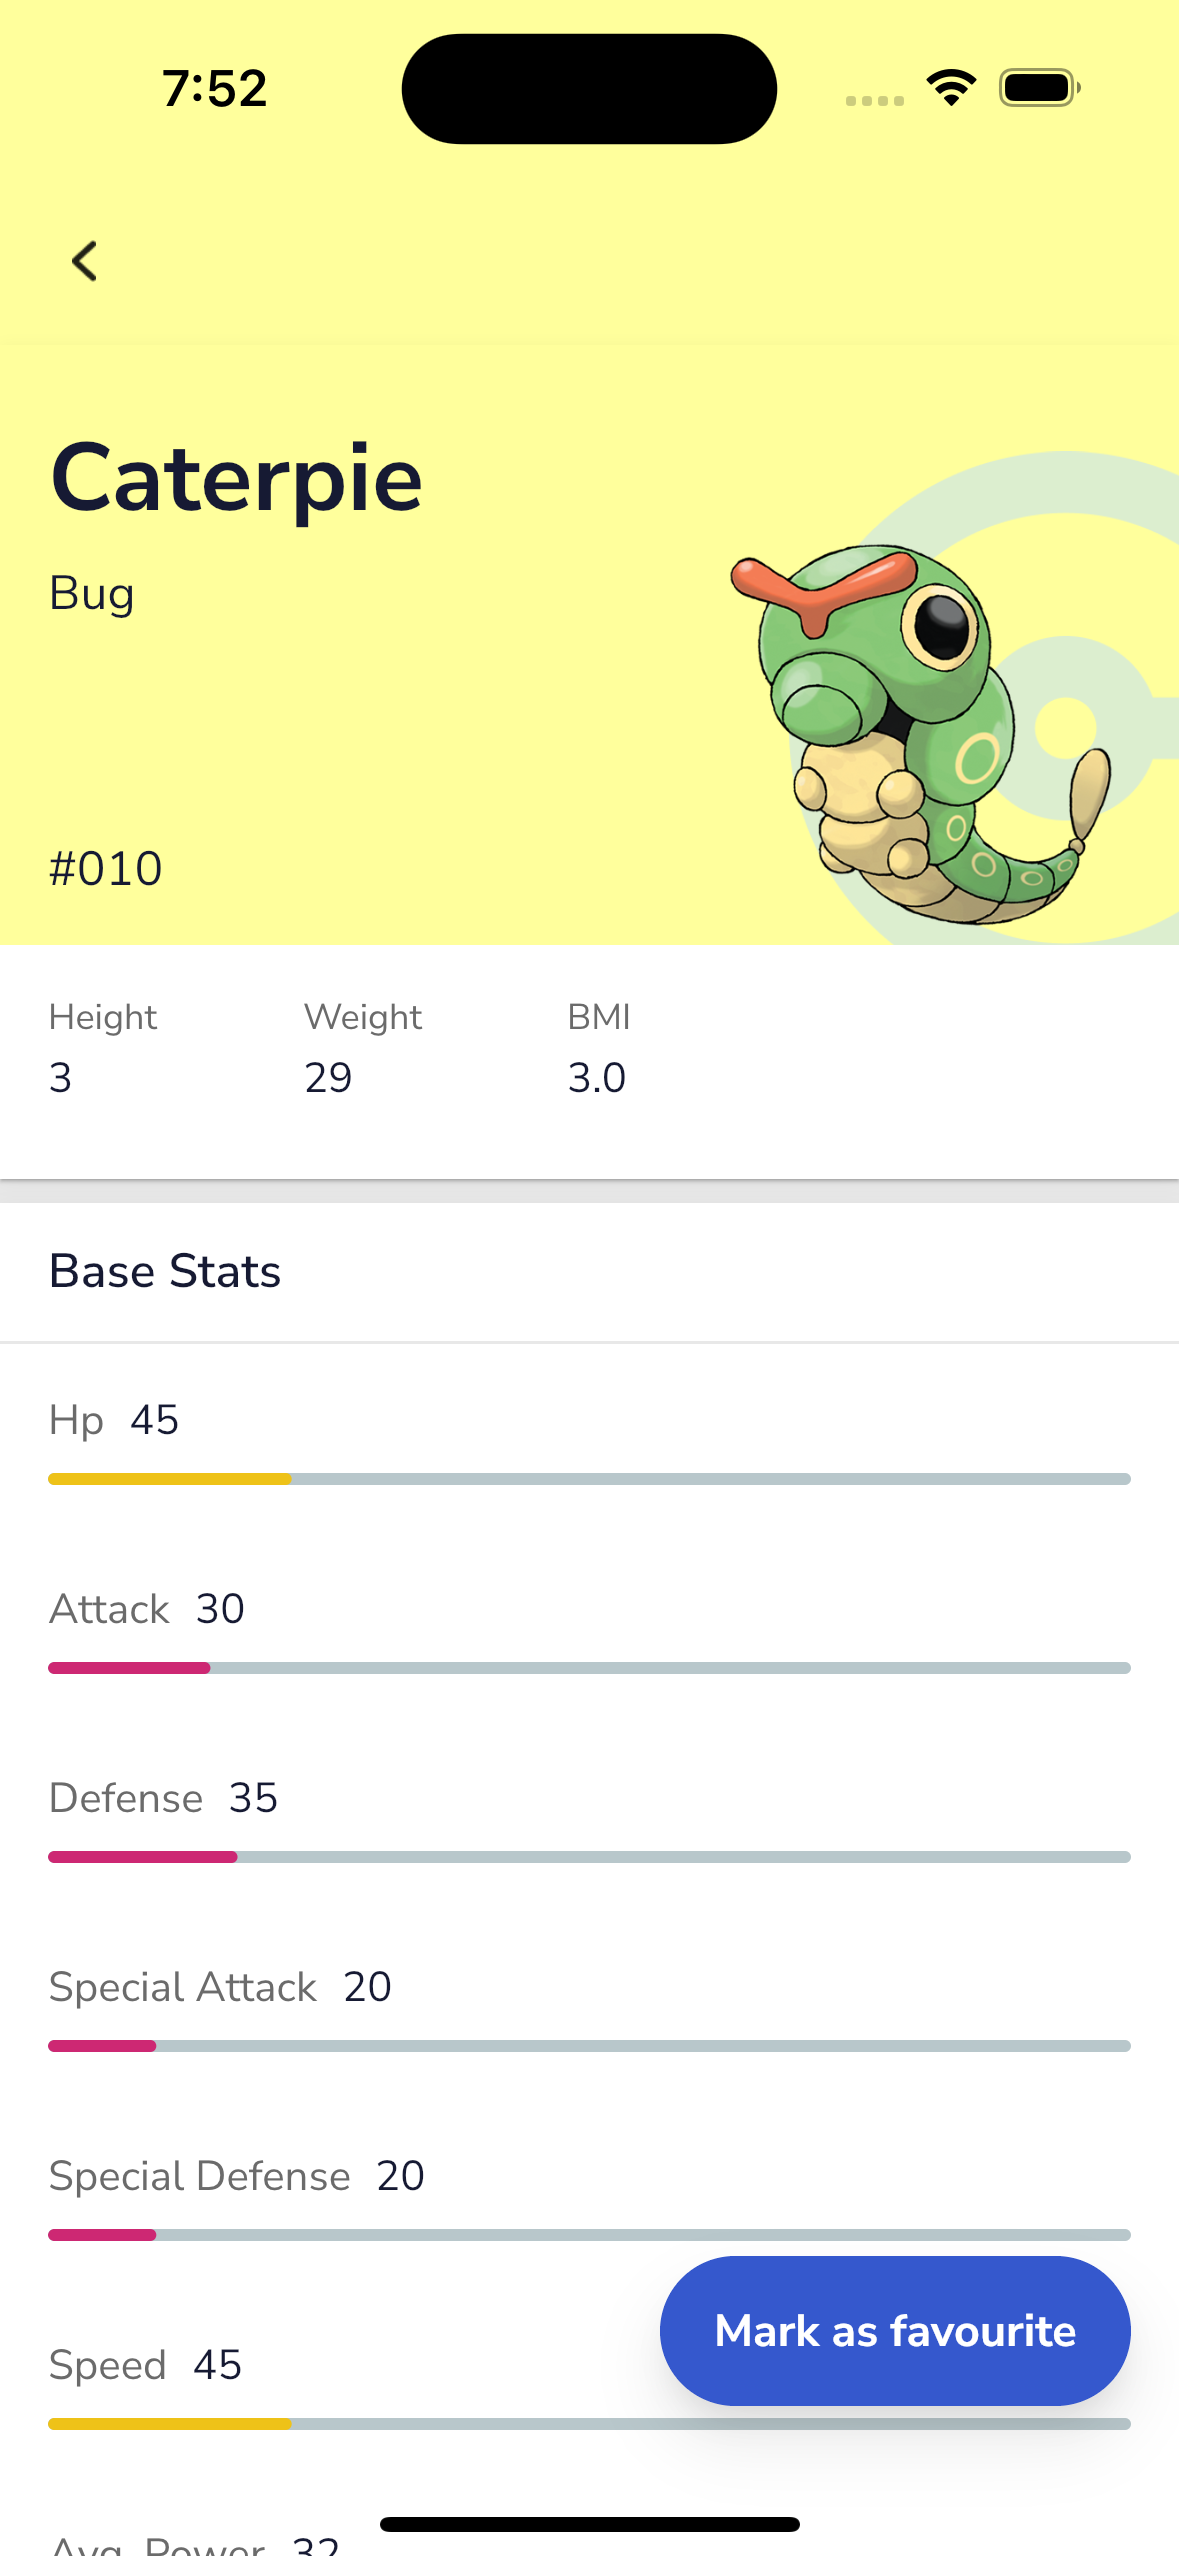 7:52
Caterpie
Bug
#010
Height Weight BMI
3 29 3.0
Base Stats
Hp 45
Attack 30
Defense 35
Special Attack 20
Special Defense 20
Mark as favourite
Speed 45
Avg. Power 32